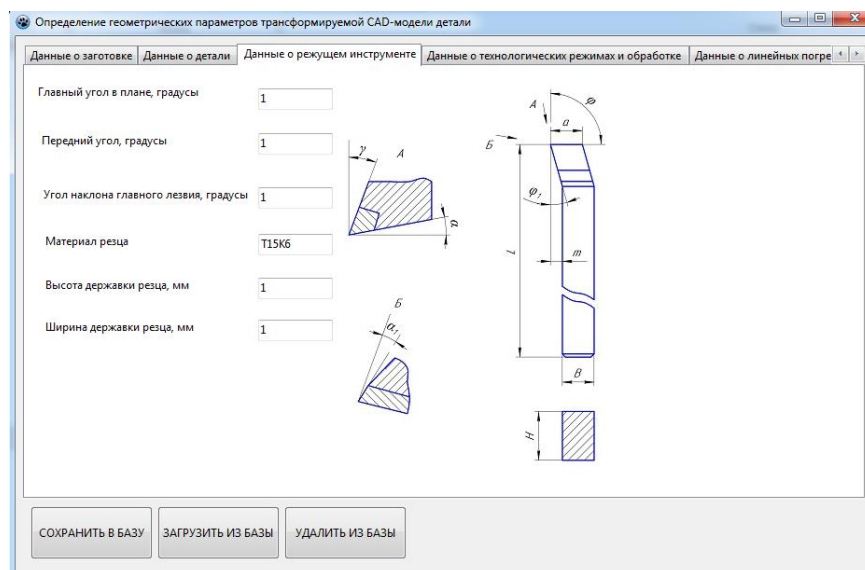 Определение геометрических параметров трансформируемой CAD-модели детали
Данные о заготовке Данные о детали Данные о режущем инструменте Данные о технологических режимах и обработке Данные о линейных погре
Главный угол в плане, градусы 1
Передний угол, градусы 1
Угол наклона главного лезвия, градусы 1
Материал резца Т15К6
Высота державки резца, мм 1
Ширина державки резца, мм 1
γ
А
α
Б
α₁
А
φ
a
Б
φ₁
L
m
B
H
СОХРАНИТЬ В БАЗУ ЗАГРУЗИТЬ ИЗ БАЗЫ УДАЛИТЬ ИЗ БАЗЫ